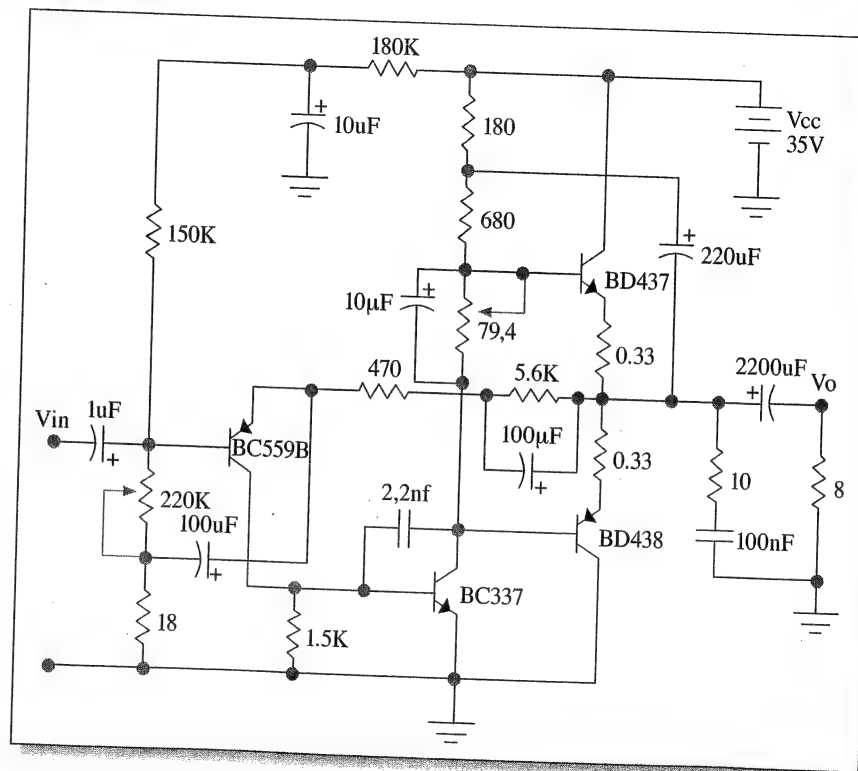 180K
10uF
180
Vcc
35V
150K
680
220uF
10µF
BD437
79,4
0.33
470
5.6K
2200uF
Vo
Vin
1uF
BC559B
100µF
0.33
220K
2,2nf
10
8
100uF
BD438
100nF
BC337
18
1.5K